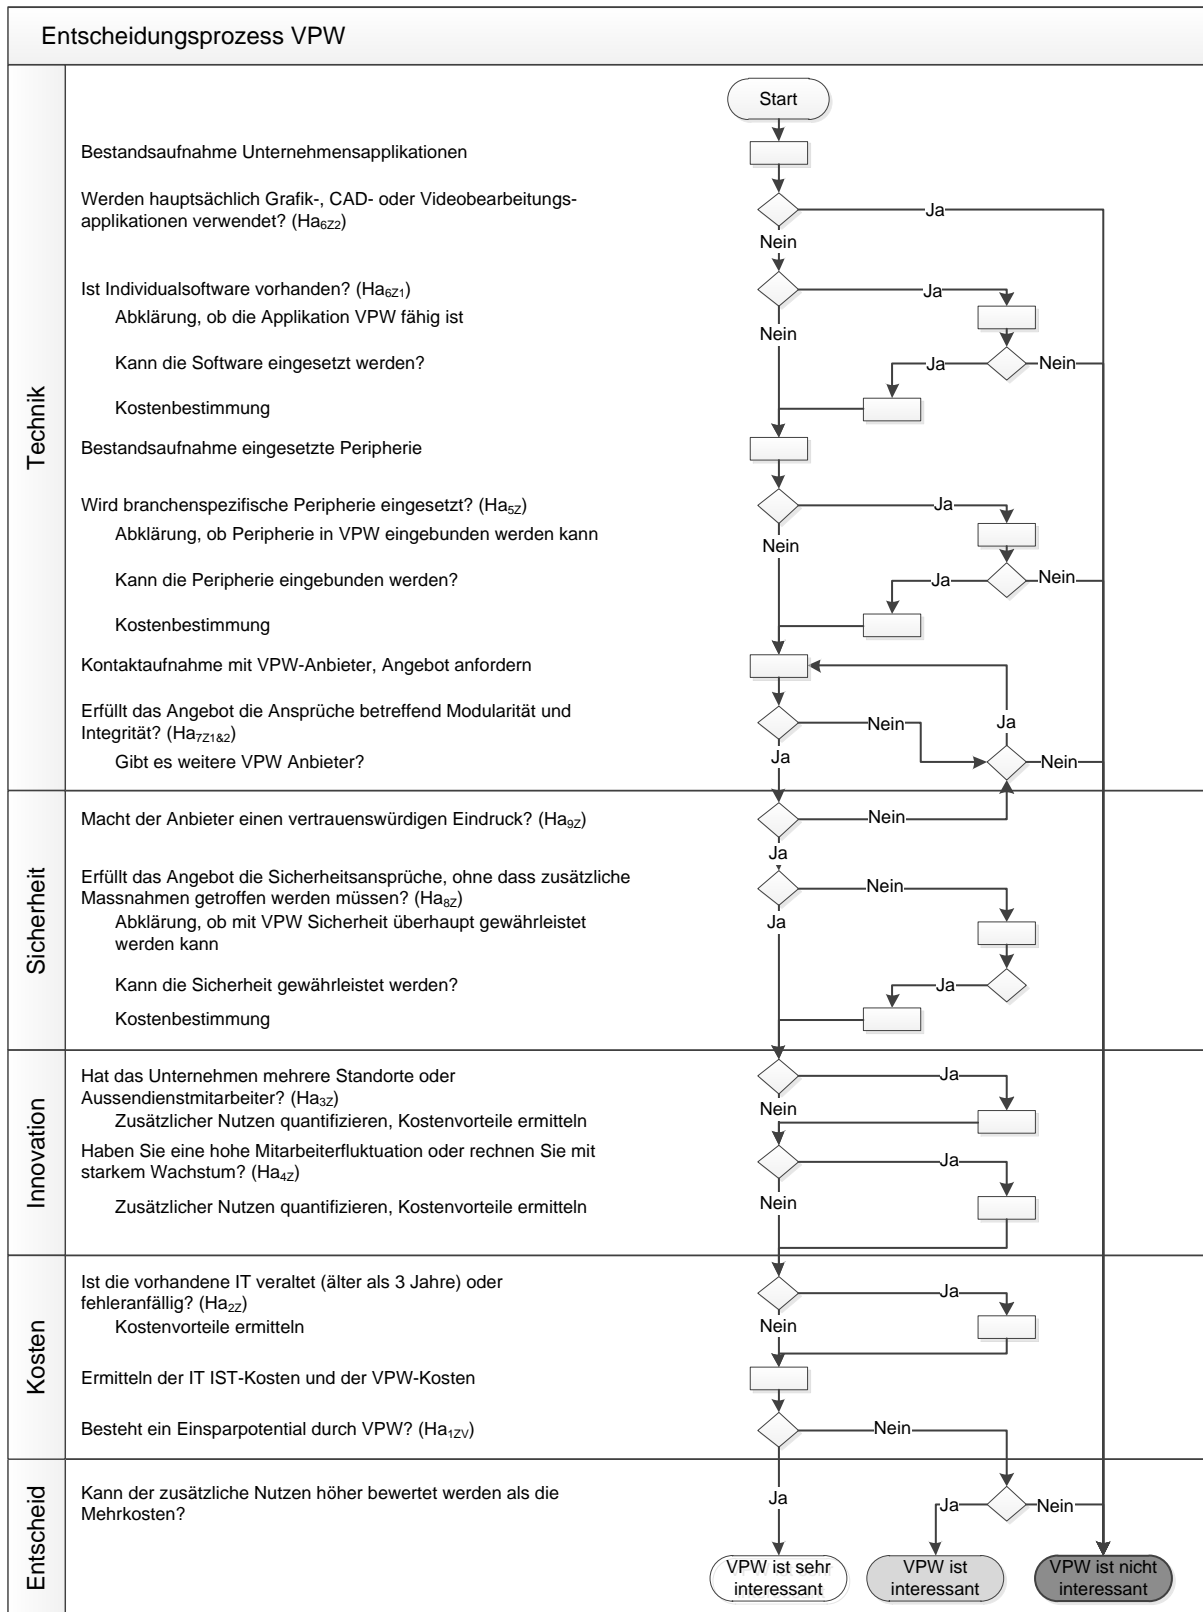 Entscheidungsprozess VPW
Technik
Start
Bestandsaufnahme Unternehmensapplikationen
Werden hauptsächlich Grafik-, CAD- oder Videobearbeitungs-
applikationen verwendet? (Ha6Z2)
Ja
Nein
Ist Individualsoftware vorhanden? (Ha6Z1)
Ja
Abklärung, ob die Applikation VPW fähig ist
Nein
Kann die Software eingesetzt werden?
Ja
Nein
Kostenbestimmung
Bestandsaufnahme eingesetzte Peripherie
Wird branchenspezifische Peripherie eingesetzt? (Ha5Z)
Ja
Abklärung, ob Peripherie in VPW eingebunden werden kann
Nein
Kann die Peripherie eingebunden werden?
Ja
Nein
Kostenbestimmung
Kontaktaufnahme mit VPW-Anbieter, Angebot anfordern
Erfüllt das Angebot die Ansprüche betreffend Modularität und
Integrität? (Ha7Z1&2)
Nein
Ja
Ja
Gibt es weitere VPW Anbieter?
Nein
Sicherheit
Macht der Anbieter einen vertrauenswürdigen Eindruck? (Ha9Z)
Nein
Ja
Erfüllt das Angebot die Sicherheitsansprüche, ohne dass zusätzliche
Massnahmen getroffen werden müssen? (Ha8Z)
Nein
Ja
Abklärung, ob mit VPW Sicherheit überhaupt gewährleistet
werden kann
Kann die Sicherheit gewährleistet werden?
Ja
Kostenbestimmung
Innovation
Hat das Unternehmen mehrere Standorte oder
Aussendienstmitarbeiter? (Ha3Z)
Ja
Nein
Zusätzlicher Nutzen quantifizieren, Kostenvorteile ermitteln
Haben Sie eine hohe Mitarbeiterfluktuation oder rechnen Sie mit
starkem Wachstum? (Ha4Z)
Ja
Nein
Zusätzlicher Nutzen quantifizieren, Kostenvorteile ermitteln
Kosten
Ist die vorhandene IT veraltet (älter als 3 Jahre) oder
fehleranfällig? (Ha2Z)
Ja
Nein
Kostenvorteile ermitteln
Ermitteln der IT IST-Kosten und der VPW-Kosten
Besteht ein Einsparpotential durch VPW? (Ha1ZV)
Nein
Entscheid
Kann der zusätzliche Nutzen höher bewertet werden als die
Mehrkosten?
Ja
Ja
Nein
VPW ist sehr
interessant
VPW ist
interessant
VPW ist nicht
interessant